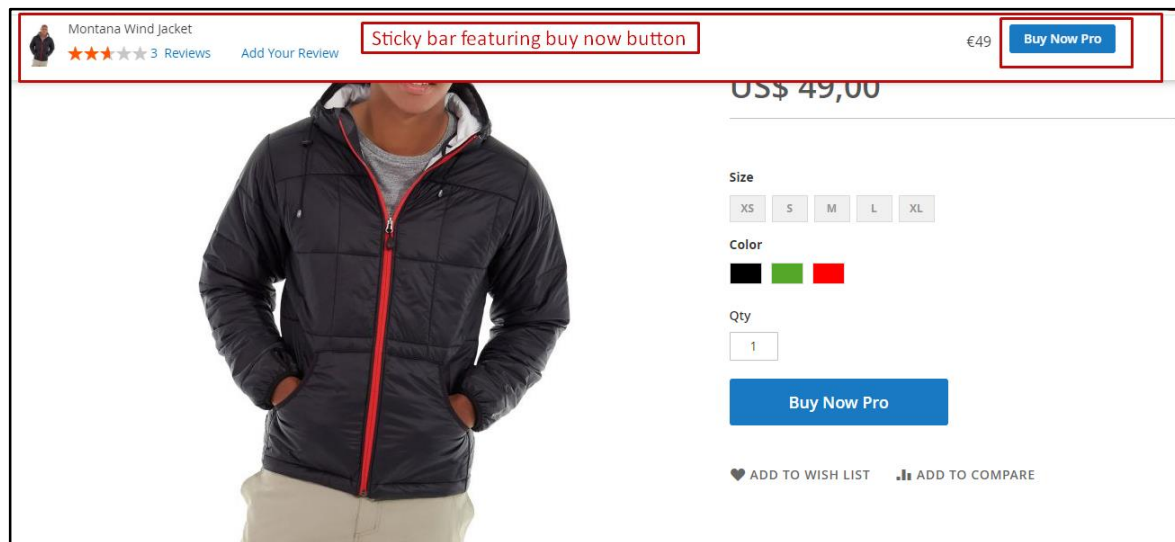 Montana Wind Jacket
3 Reviews Add Your Review
Sticky bar featuring buy now button
€49 Buy Now Pro
US$ 49,00
Size
XS S M L XL
Color
Qty
1
Buy Now Pro
ADD TO WISH LIST ADD TO COMPARE